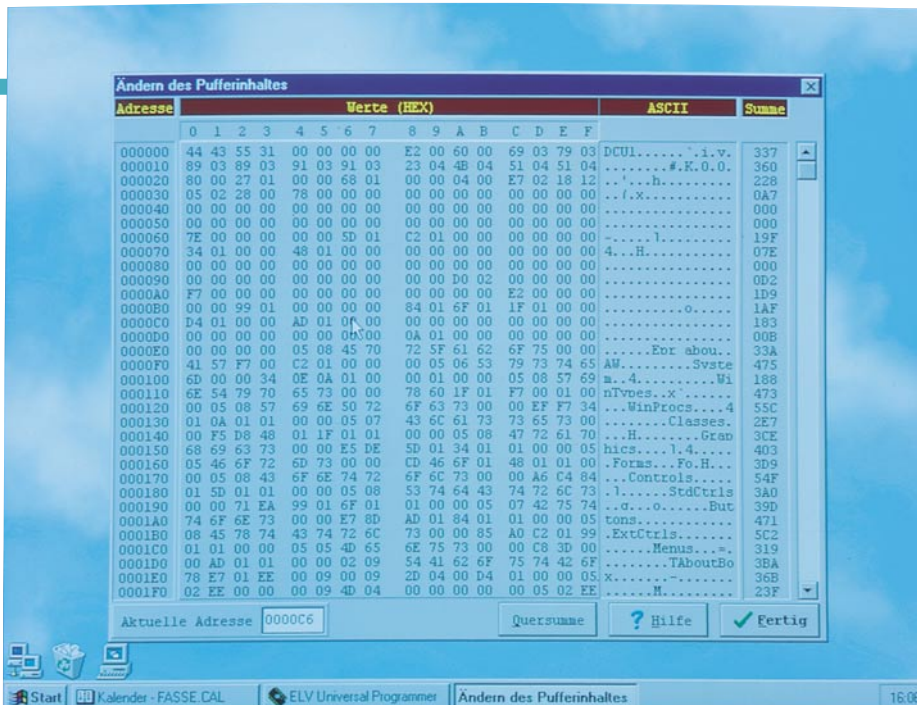 Ändern des Pufferinhaltes
Adresse Werte (HEX) ASCII Summe
0 1 2 3 4 5 6 7 8 9 A B C D E F
000000 44 43 55 31 00 00 00 00 E2 00 60 00 69 03 79 03 DCU1......`.i.v. 337
000010 89 03 89 03 91 03 91 03 23 04 4B 04 51 04 51 04 ........#.K.Q.Q. 360
000020 80 00 27 01 00 00 68 01 00 00 04 00 E7 02 18 12 ..'...h......... 228
000030 05 02 28 00 78 00 00 00 00 00 00 00 00 00 00 00 ..(.x........... 0A7
000040 00 00 00 00 00 00 00 00 00 00 00 00 00 00 00 00 ................ 000
000050 00 00 00 00 00 00 00 00 00 00 00 00 00 00 00 00 ................ 000
000060 7E 00 00 00 00 00 5D 01 C2 01 00 00 00 00 00 00 ~.....]......... 19F
000070 34 01 00 00 48 01 00 00 00 00 00 00 00 00 00 00 4...H........... 07E
000080 00 00 00 00 00 00 00 00 00 00 00 00 00 00 00 00 ................ 000
000090 00 00 00 00 00 00 00 00 00 00 D0 02 00 00 00 00 ................ 0D2
0000A0 F7 00 00 00 00 00 00 00 00 00 00 00 E2 00 00 00 ................ 1D9
0000B0 00 00 99 01 00 00 00 00 84 01 6F 01 1F 01 00 00 ..........o..... 1AF
0000C0 D4 01 00 00 AD 01 00 00 00 00 00 00 00 00 00 00 ................ 183
0000D0 00 00 00 00 00 00 00 00 0A 01 00 00 00 00 00 00 ................ 00B
0000E0 00 00 00 00 05 08 45 70 72 5F 61 62 6F 75 00 00 ......Epr_abou.. 33A
0000F0 41 57 F7 00 C2 01 00 00 00 05 06 53 79 73 74 65 AW.........Syste 475
000100 6D 00 00 34 0E 0A 01 00 00 01 00 00 05 08 57 69 m..4..........Wi 188
000110 6E 54 79 70 65 73 00 00 78 60 1F 01 F7 00 01 00 nTypes..x`...... 473
000120 00 05 08 57 69 6E 50 72 6F 63 73 00 00 EF F7 34 ...WinProcs....4 55C
000130 01 0A 01 01 00 00 05 07 43 6C 61 73 73 65 73 00 ........Classes. 2E7
000140 00 F5 D8 48 01 1F 01 01 00 00 05 08 47 72 61 70 ...H........Grap 3CE
000150 68 69 63 73 00 00 E5 DE 5D 01 34 01 01 00 00 05 hics....].4..... 403
000160 05 46 6F 72 6D 73 00 00 CD 46 6F 01 48 01 01 00 .Forms...Fo.H... 3D9
000170 00 05 08 43 6F 6E 74 72 6F 6C 73 00 00 A6 C4 84 ...Controls..... 54F
000180 01 5D 01 01 00 00 05 08 53 74 64 43 74 72 6C 73 .]......StdCtrls 3A0
000190 00 00 71 EA 99 01 6F 01 01 00 00 05 07 42 75 74 ..q...o......But 39D
0001A0 74 6F 6E 73 00 00 E7 8D AD 01 84 01 01 00 00 05 tons............ 471
0001B0 08 45 78 74 43 74 72 6C 73 00 00 85 A0 C2 01 99 .ExtCtrls....... 5C2
0001C0 01 01 00 00 05 05 4D 65 6E 75 73 00 00 C8 3D 00 ......Menus...=. 319
0001D0 00 AD 01 01 00 00 02 09 54 41 62 6F 75 74 42 6F ........TAboutBo 3BA
0001E0 78 E7 01 EE 00 09 00 09 2D 04 00 D4 01 00 00 05 x.......-....... 36B
0001F0 02 EE 00 00 00 09 4D 04 00 00 00 00 00 05 02 EE ......M......... 23F
Aktuelle Adresse 0000C6 Quersumme ? Hilfe Fertig
Start Kalender - FASSE.CAL ELV Universal Programmer Ändern des Pufferinhaltes 16:08